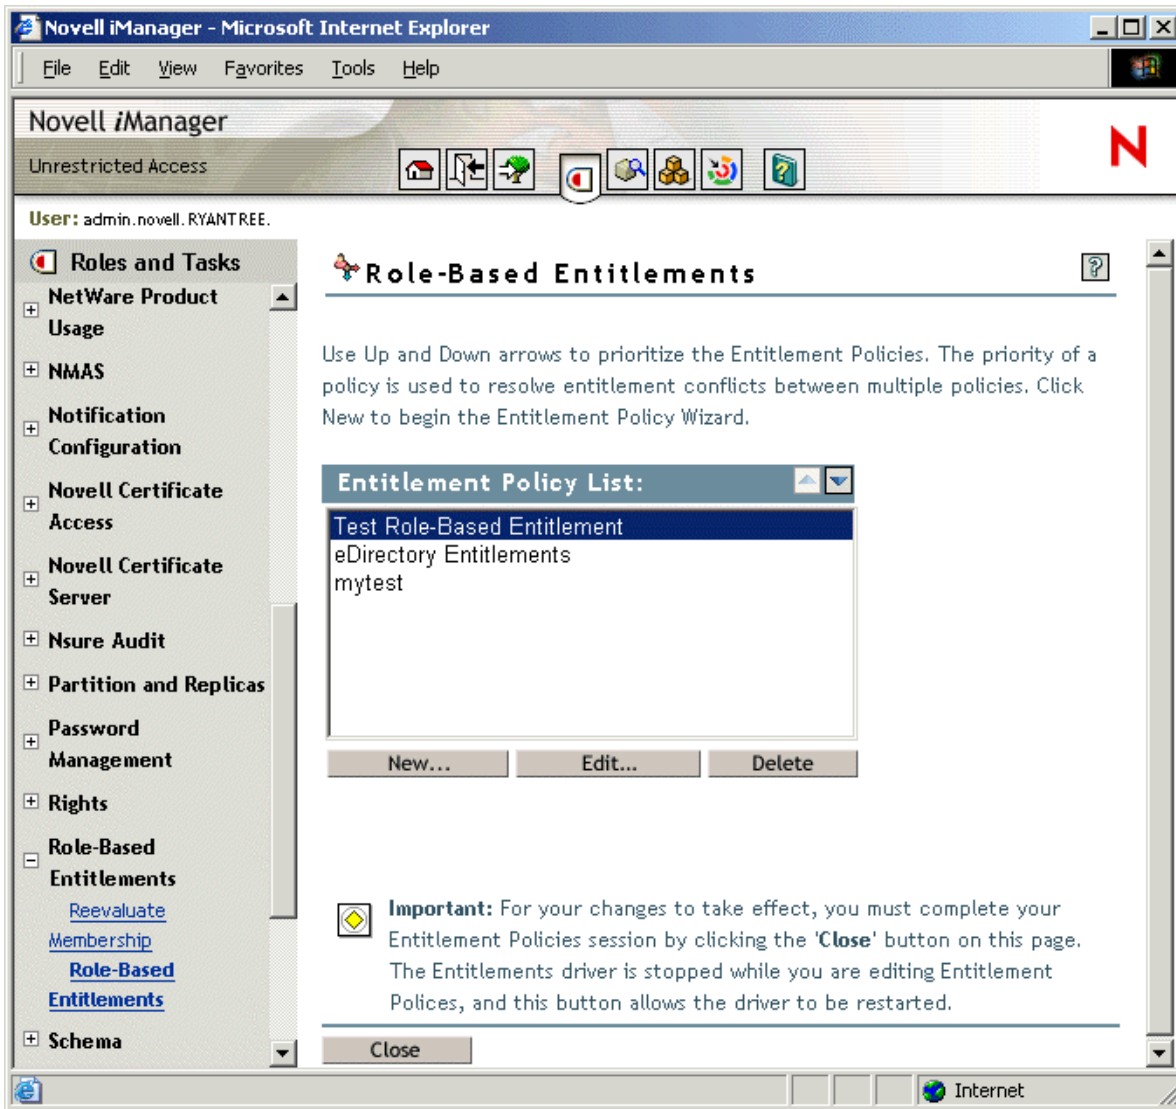 Novell iManager - Microsoft Internet Explorer
File Edit View Favorites Tools Help
Novell iManager
Unrestricted Access
N
User: admin.novell.RYANTREE.
Roles and Tasks
NetWare Product
Usage
NMAS
Notification
Configuration
Novell Certificate
Access
Novell Certificate
Server
Nsure Audit
Partition and Replicas
Password
Management
Rights
Role-Based
Entitlements
Reevaluate
Membership
Role-Based
Entitlements
Schema
Role-Based Entitlements
?
Use Up and Down arrows to prioritize the Entitlement Policies. The priority of a
policy is used to resolve entitlement conflicts between multiple policies. Click
New to begin the Entitlement Policy Wizard.
Entitlement Policy List:
Test Role-Based Entitlement
eDirectory Entitlements
mytest
New... Edit... Delete
Important: For your changes to take effect, you must complete your
Entitlement Policies session by clicking the 'Close' button on this page.
The Entitlements driver is stopped while you are editing Entitlement
Polices, and this button allows the driver to be restarted.
Close
Internet